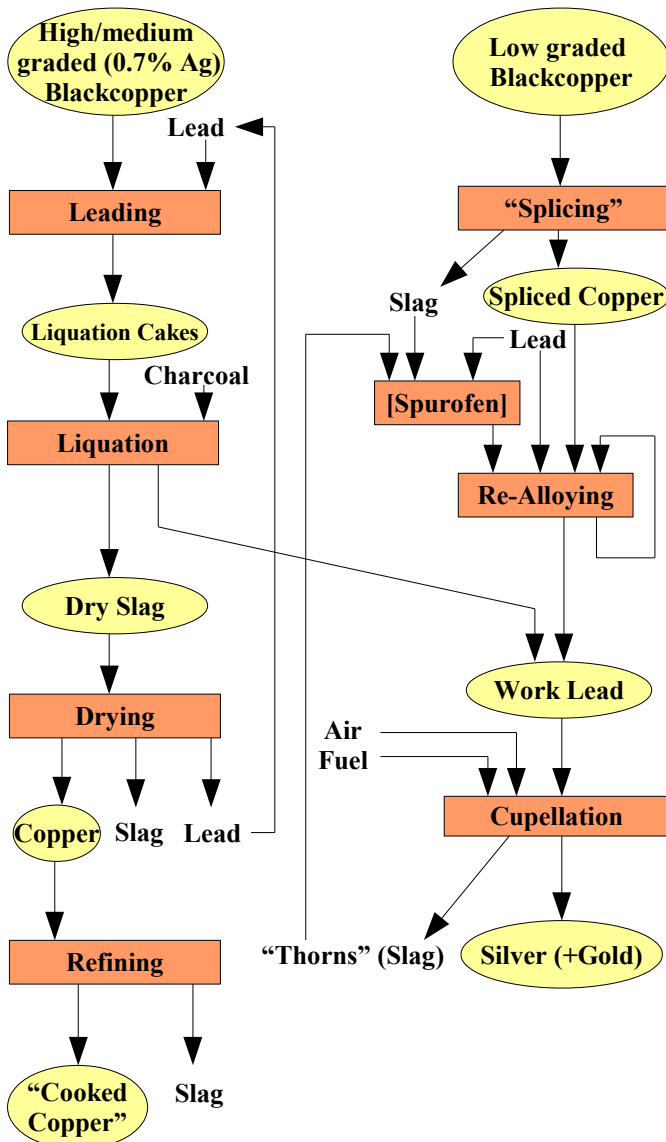 High/medium
graded (0.7% Ag)
Blackcopper
Lead
Leading
Liquation Cakes
Charcoal
Liquation
Dry Slag
Drying
Copper
Slag
Lead
Refining
“Cooked
Copper”
Slag
Low graded
Blackcopper
“Splicing”
Slag
Spliced Copper
Lead
[Spurofen]
Re-Alloying
Work Lead
Air
Fuel
Cupellation
“Thorns” (Slag)
Silver (+Gold)